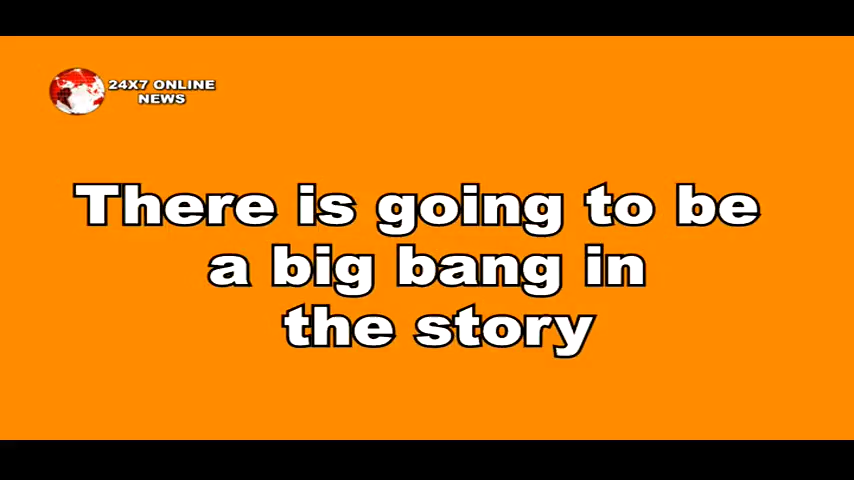 24X7 ONLINE
NEWS
There is going to be
a big bang in
the story